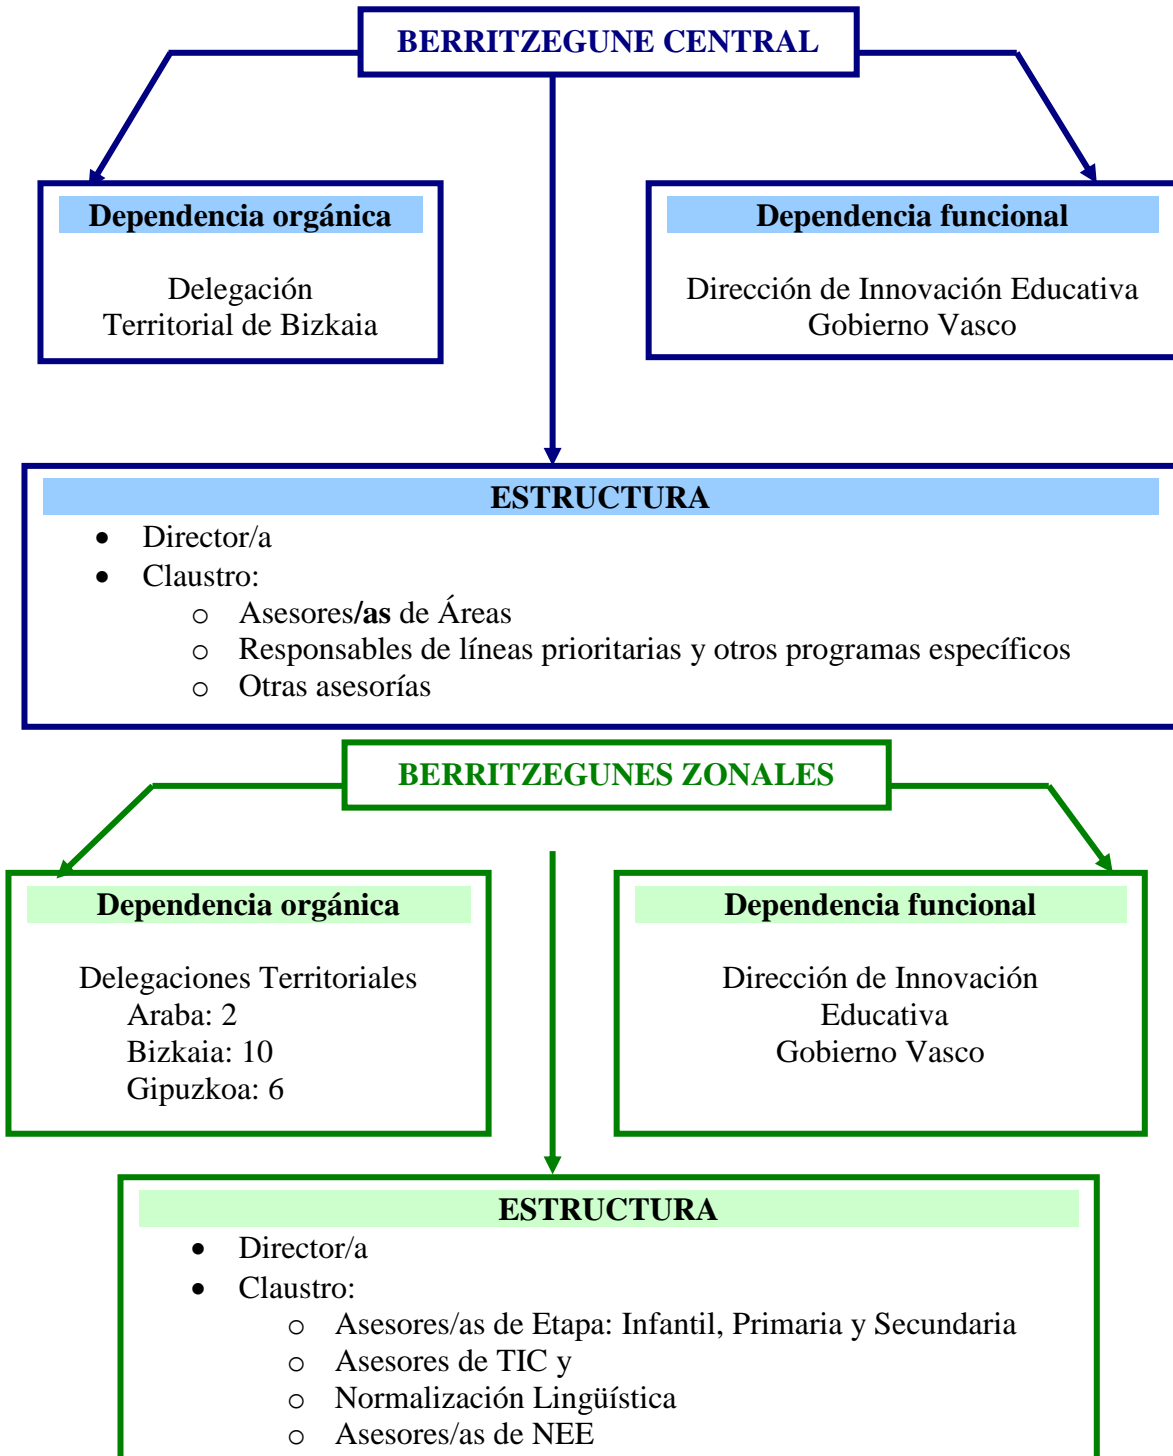 BERRITZEGUNE CENTRAL
Dependencia orgánica
Delegación
Territorial de Bizkaia
Dependencia funcional
Dirección de Innovación Educativa
Gobierno Vasco
ESTRUCTURA
• Director/a
• Claustro:
o Asesores/as de Áreas
o Responsables de líneas prioritarias y otros programas específicos
o Otras asesorías
BERRITZEGUNES ZONALES
Dependencia orgánica
Delegaciones Territoriales
Araba: 2
Bizkaia: 10
Gipuzkoa: 6
Dependencia funcional
Dirección de Innovación
Educativa
Gobierno Vasco
ESTRUCTURA
• Director/a
• Claustro:
o Asesores/as de Etapa: Infantil, Primaria y Secundaria
o Asesores de TIC y
o Normalización Lingüística
o Asesores/as de NEE